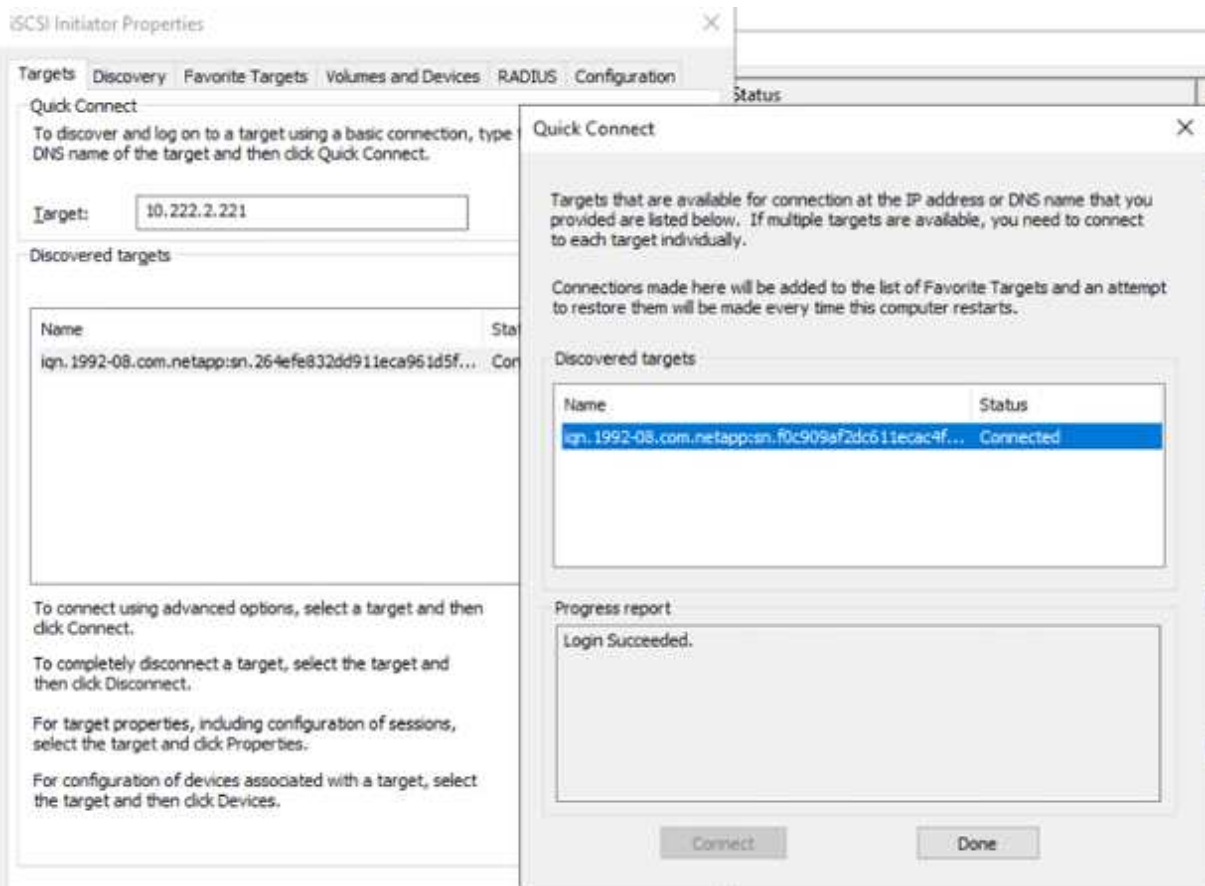 iSCSI Initiator Properties
Targets Discovery Favorite Targets Volumes and Devices RADIUS Configuration
Quick Connect
To discover and log on to a target using a basic connection, type
DNS name of the target and then click Quick Connect.
Target: 10.222.2.221
Discovered targets
Name
iqn.1992-08.com.netapp:sn.264efe832dd911eca961d5f...
To connect using advanced options, select a target and then
click Connect.
To completely disconnect a target, select the target and
then click Disconnect.
For target properties, including configuration of sessions,
select the target and click Properties.
For configuration of devices associated with a target, select
the target and then click Devices.
Status
Quick Connect
Targets that are available for connection at the IP address or DNS name that you
provided are listed below. If multiple targets are available, you need to connect
to each target individually.
Connections made here will be added to the list of Favorite Targets and an attempt
to restore them will be made every time this computer restarts.
Discovered targets
Name Status
iqn.1992-08.com.netapp:sn.f0c909af2dc611ecac4f... Connected
Progress report
Login Succeeded.
Connect Done